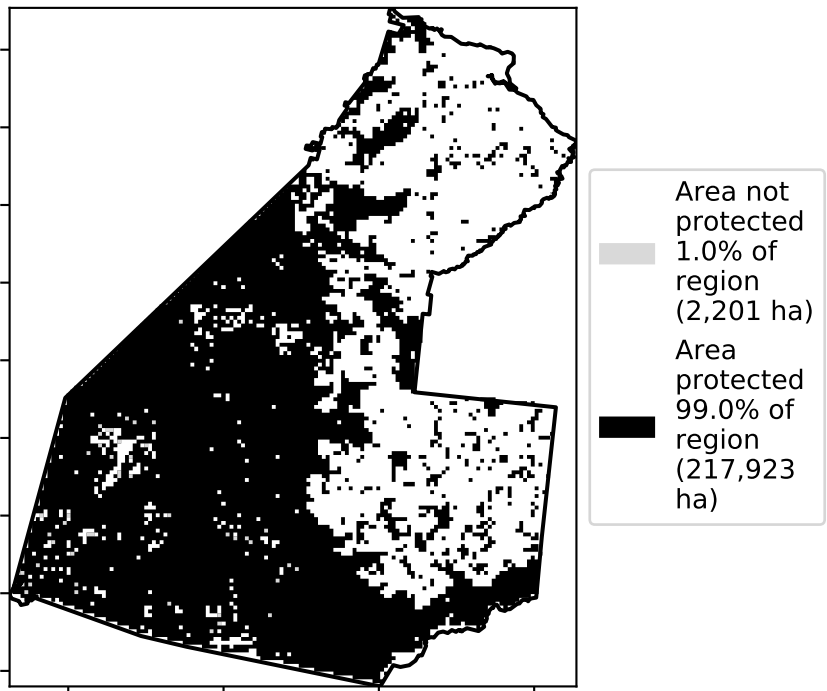 Area not
protected
1.0% of
region
(2,201 ha)
Area
protected
99.0% of
region
(217,923
ha)